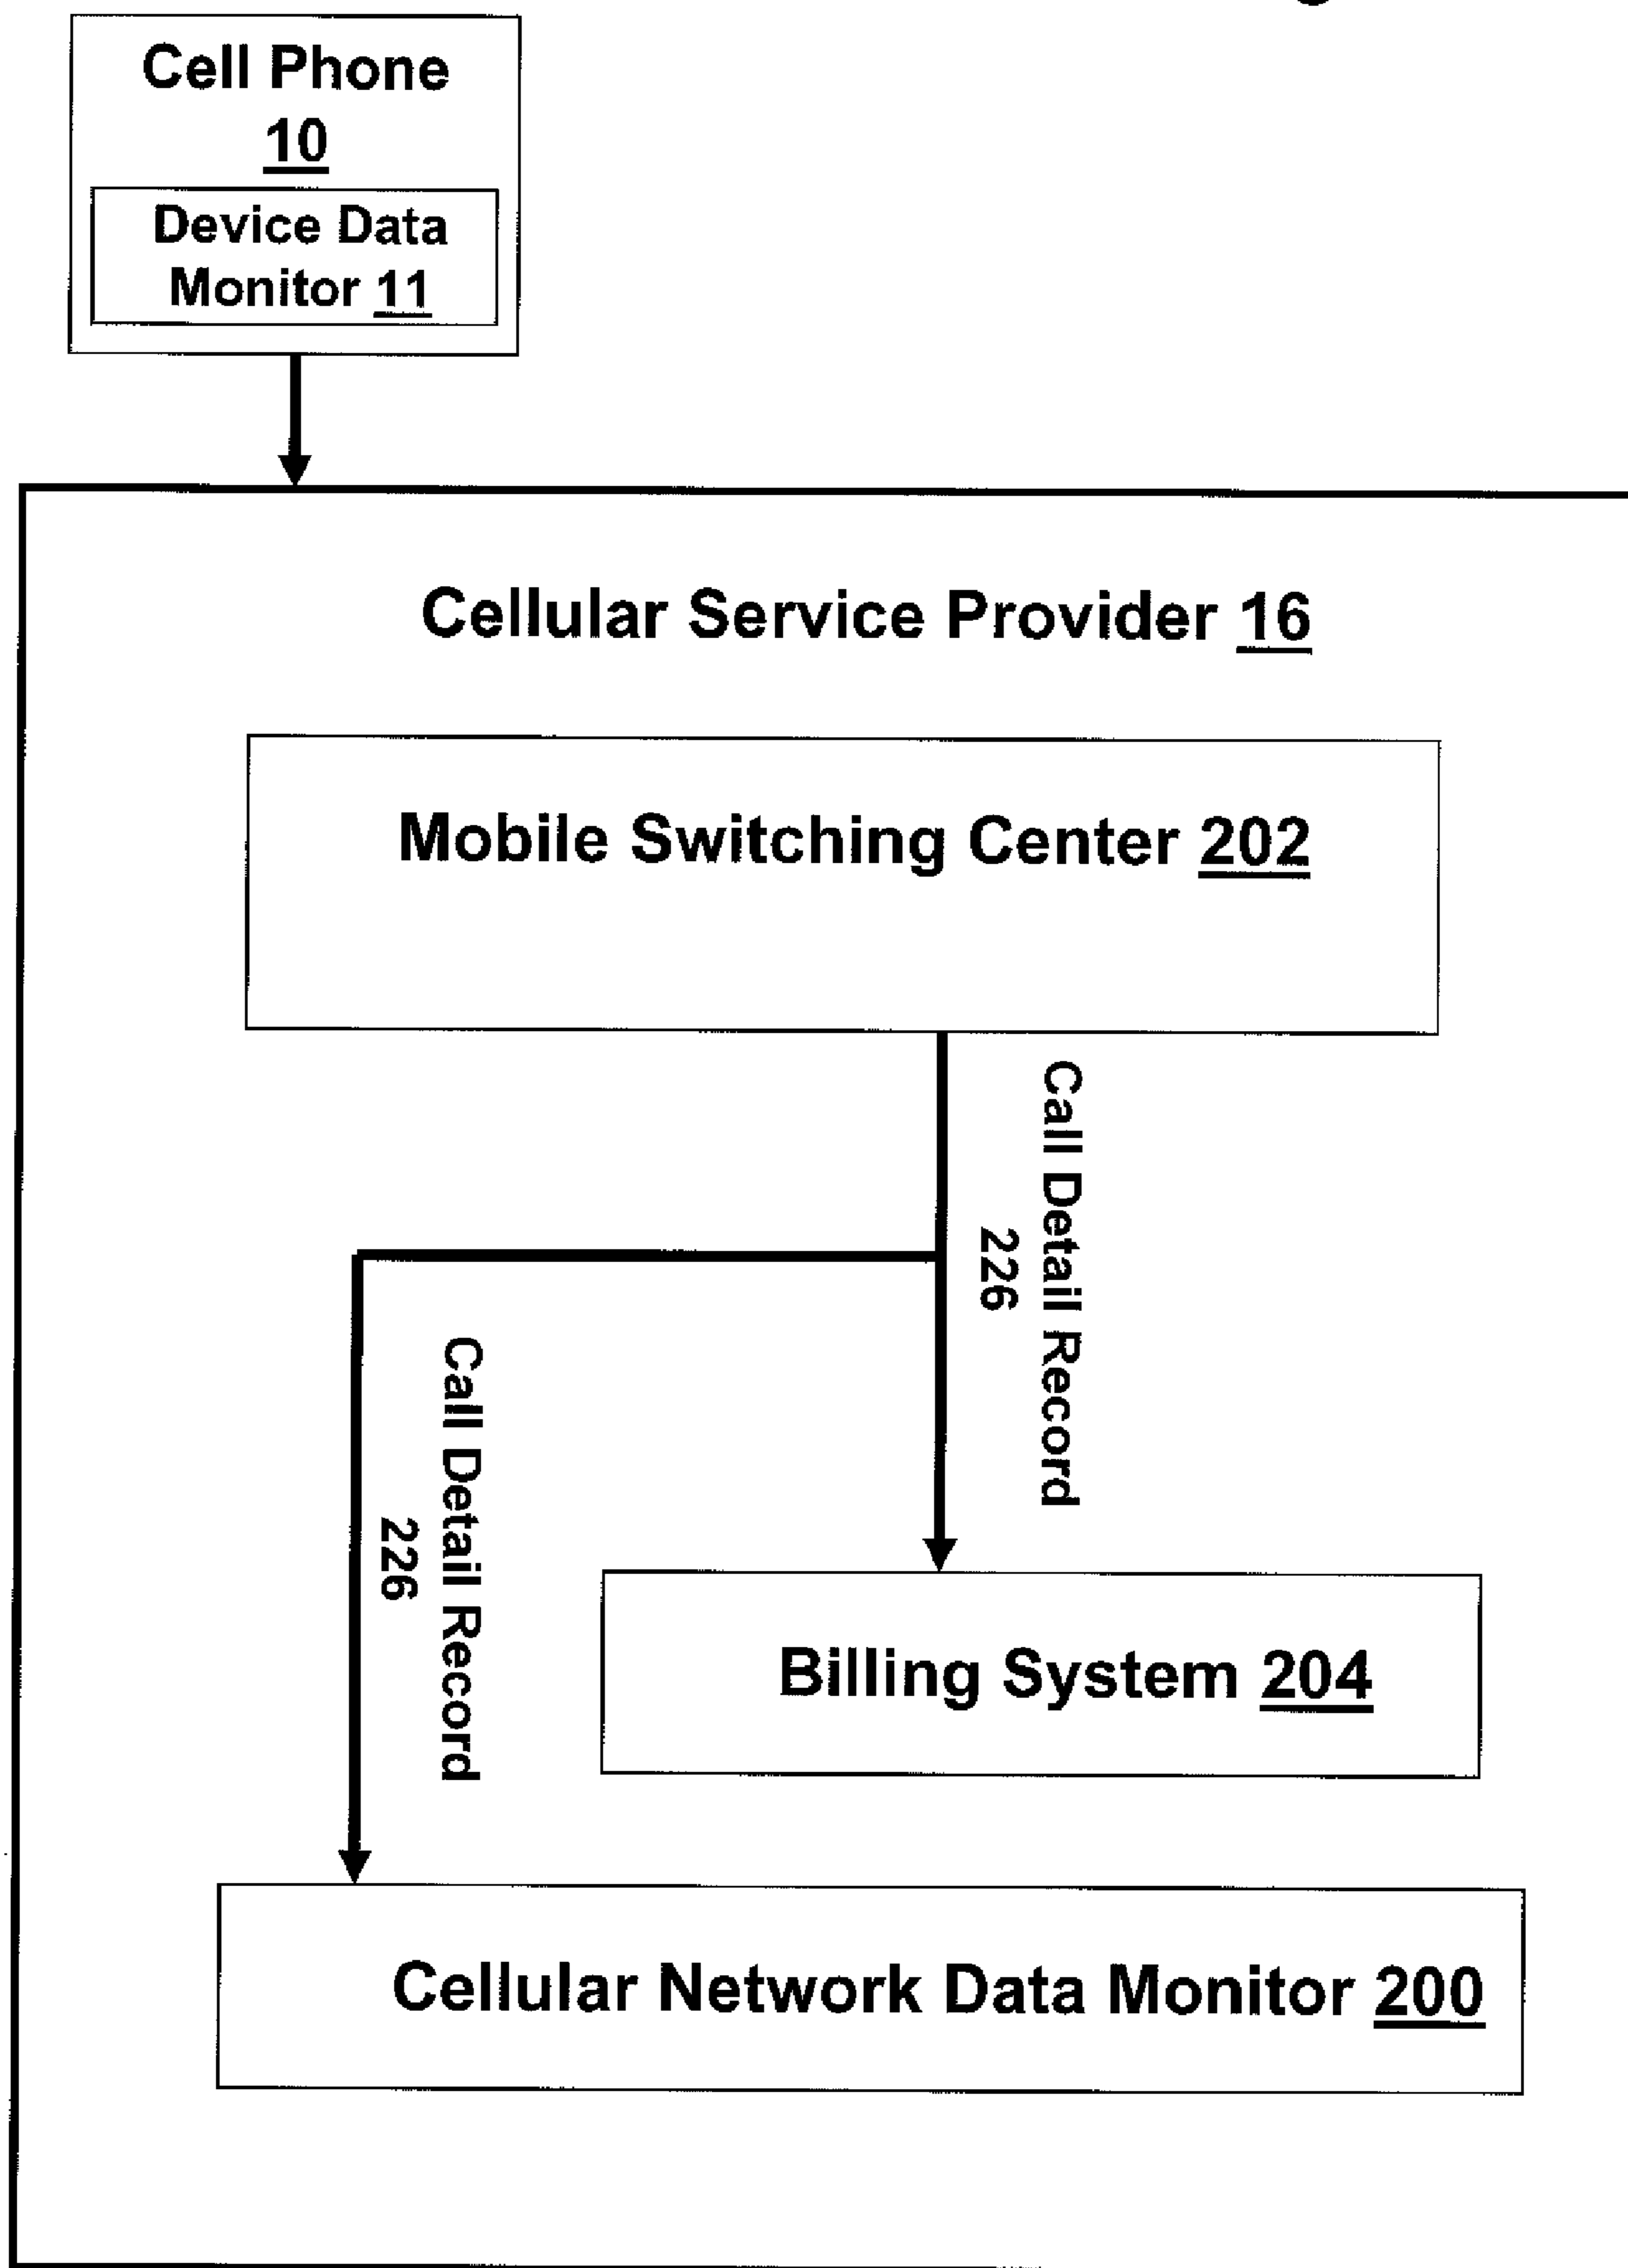 Cell Phone
10
Device Data
Monitor 11
Cellular Service Provider 16
Mobile Switching Center 202
Call Detail Record
226
Call Detail Record
226
Billing System 204
Cellular Network Data Monitor 200